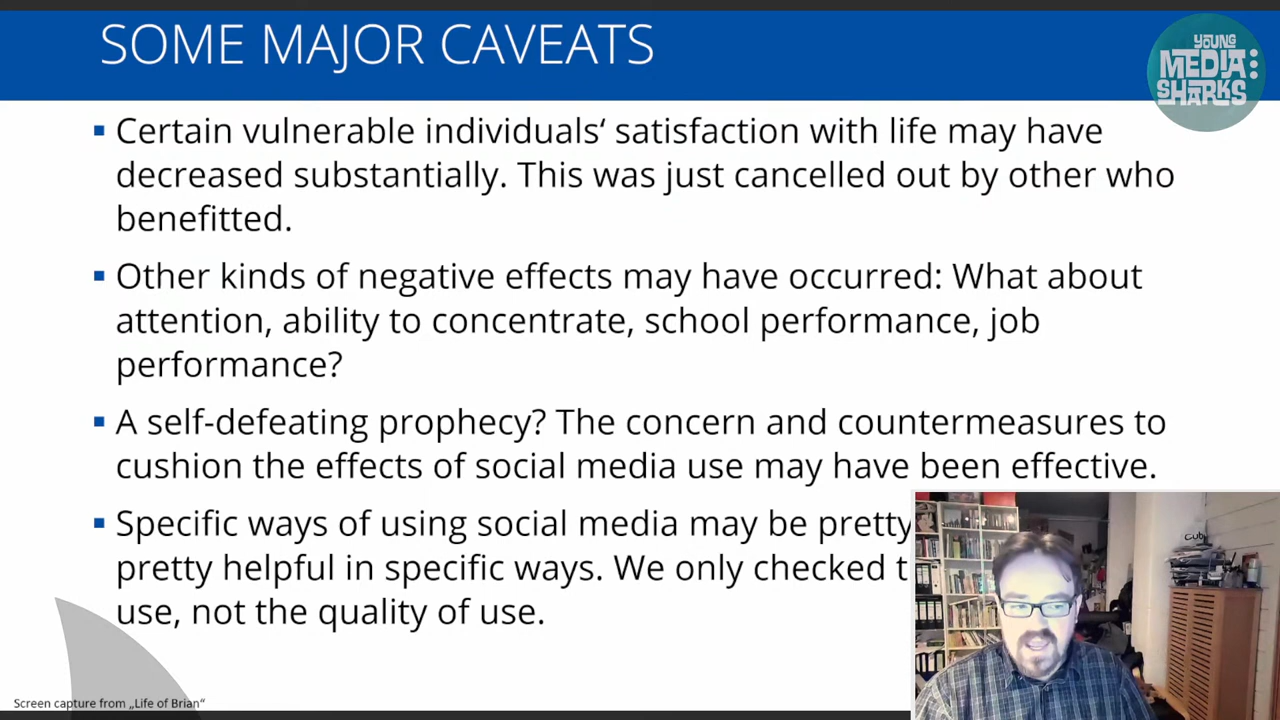 SOME MAJOR CAVEATS
YOUNG
MEDIA:
SHARKS
Certain vulnerable individuals‘ satisfaction with life may have
decreased substantially. This was just cancelled out by other who
benefitted.
Other kinds of negative effects may have occurred: What about
attention, ability to concentrate, school performance, job
performance?
A self-defeating prophecy? The concern and countermeasures to
cushion the effects of social media use may have been effective.
Specific ways of using social media may be pretty
pretty helpful in specific ways. We only checked
use, not the quality of use.
Screen capture from „Life of Brian“